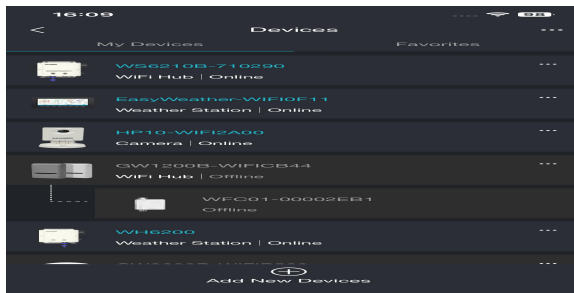 16:09
98
<
Devices
...
My Devices
Favorites
WS6210B-710290
WiFi Hub | Online
EasyWeather-WIFI0F11
Weather Station | Online
HP10-WIFI2A00
Camera | Online
GW1200B-WIFICB44
WiFi Hub | Offline
WFC01-00002EB1
Offline
WH6200
Weather Station | Online
Add New Devices